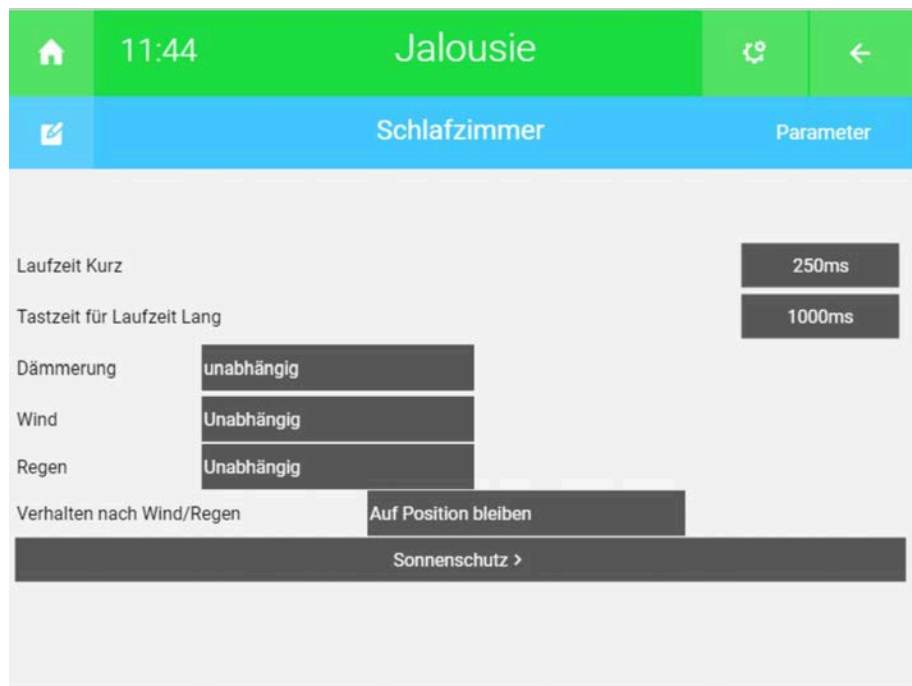 11:44 Jalousie
Schlafzimmer Parameter
Laufzeit Kurz 250ms
Tastzeit für Laufzeit Lang 1000ms
Dämmerung unabhängig
Wind Unabhängig
Regen Unabhängig
Verhalten nach Wind/Regen Auf Position bleiben
Sonnenschutz >